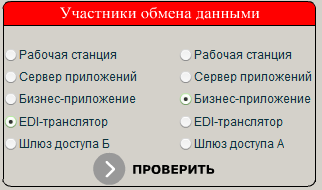 Участники обмена данными
Рабочая станция Рабочая станция
Сервер приложений Сервер приложений
Бизнес-приложение Бизнес-приложение
EDI-транслятор EDI-транслятор
Шлюз доступа Б Шлюз доступа А
ПРОВЕРИТЬ